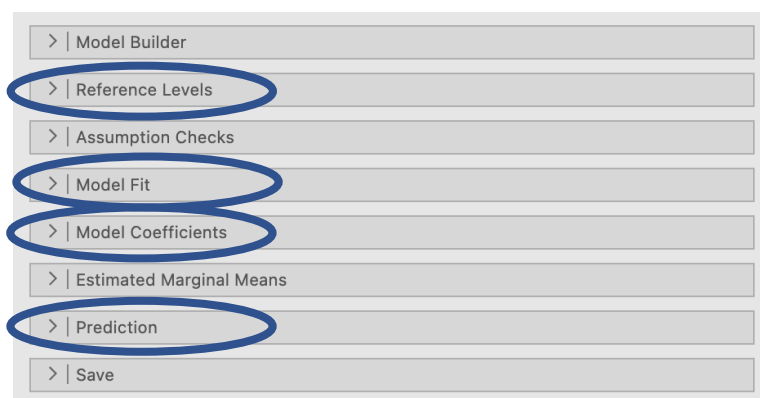 Model Builder
Reference Levels
Assumption Checks
Model Fit
Model Coefficients
Estimated Marginal Means
Prediction
Save